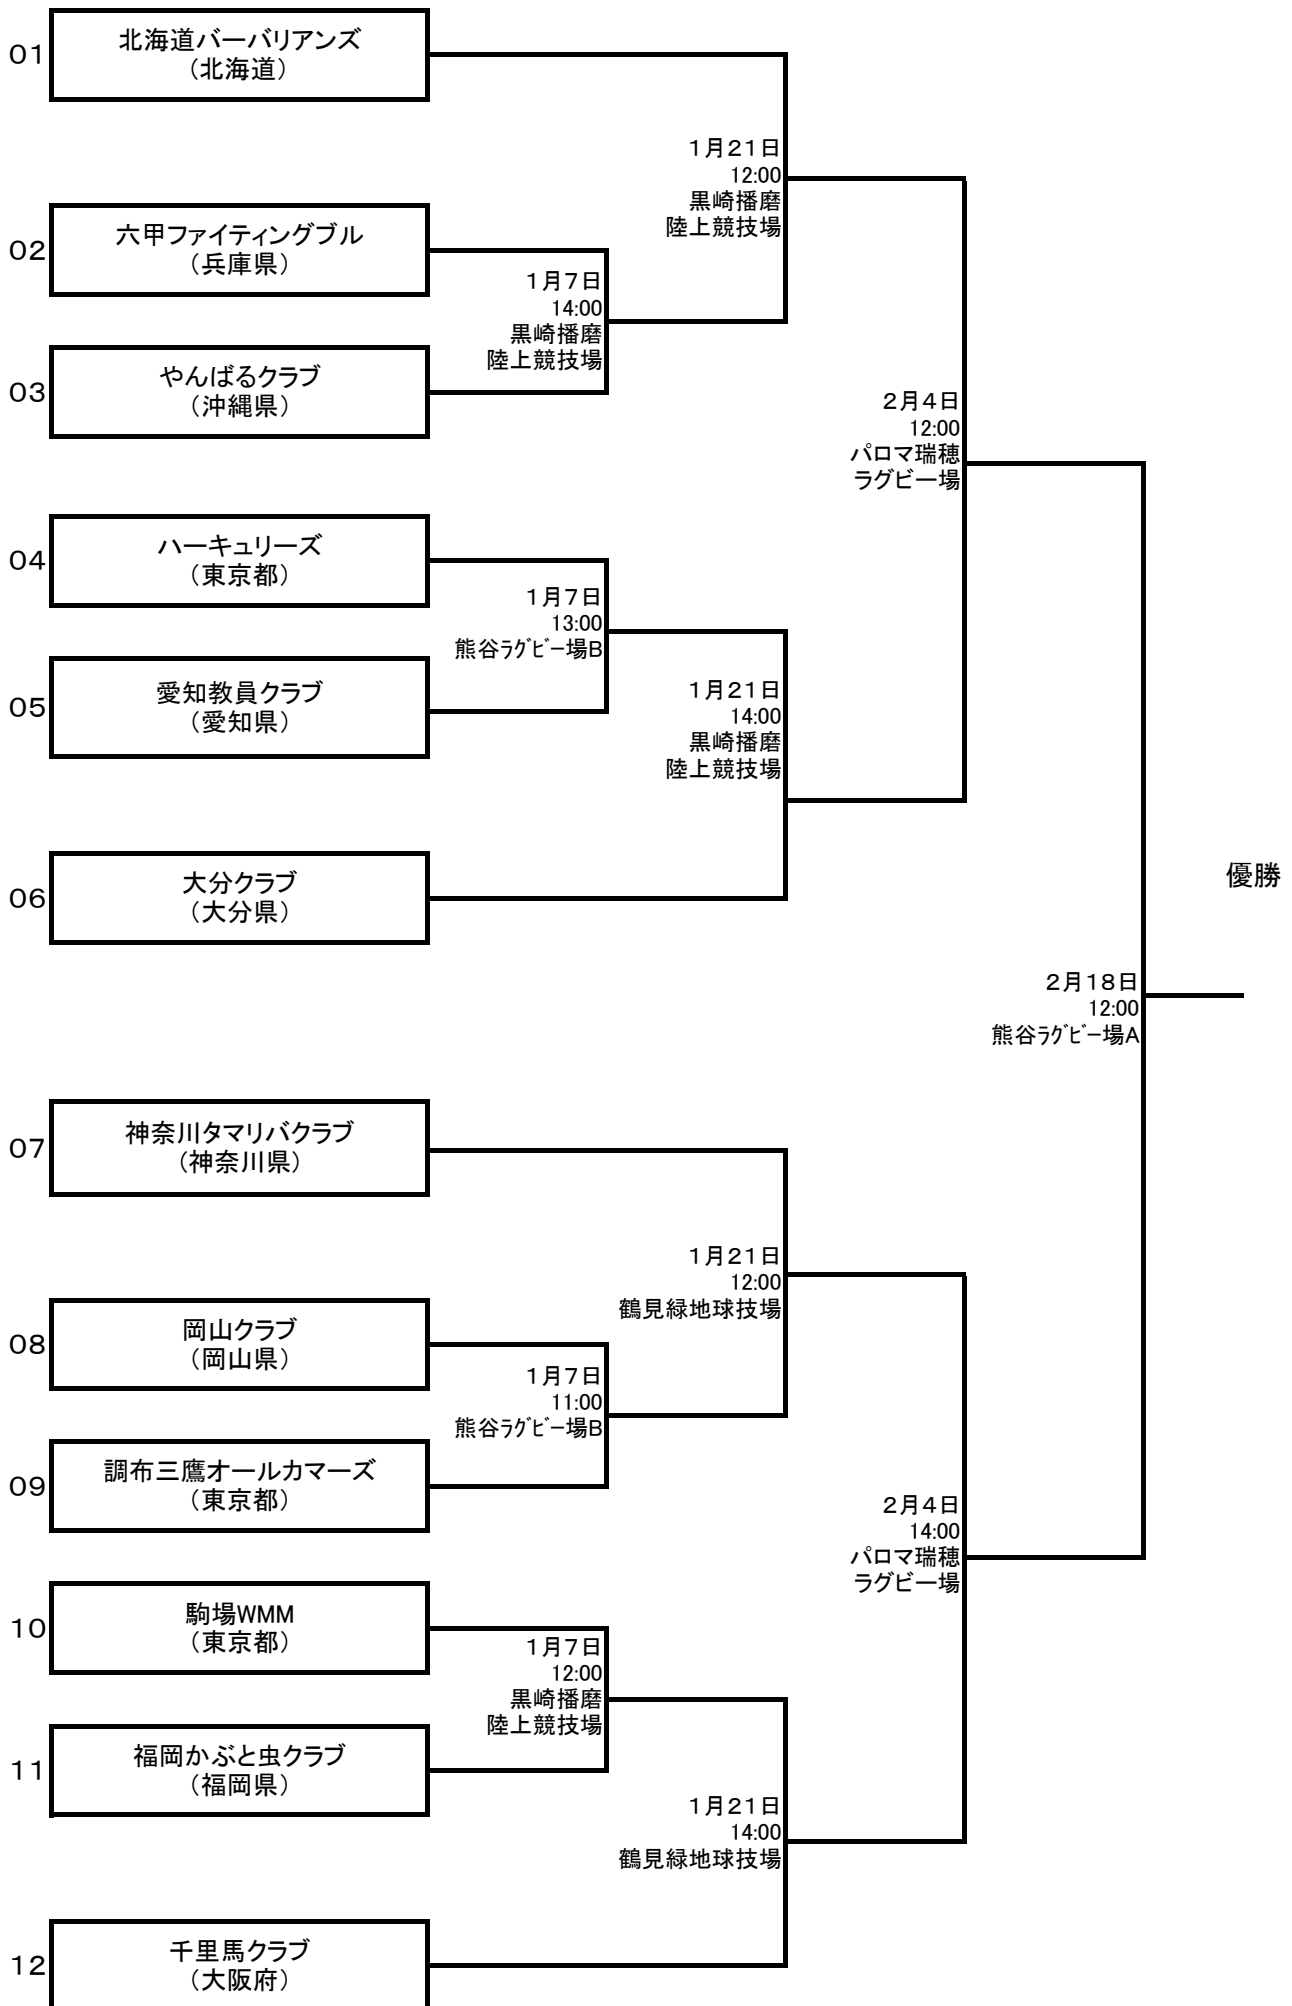 01
北海道バーバリアンズ
（北海道）
1月21日
12:00
黒崎播磨
陸上競技場
02
六甲ファイティングブル
（兵庫県）
1月7日
14:00
黒崎播磨
陸上競技場
03
やんばるクラブ
（沖縄県）
2月4日
12:00
パロマ瑞穂
ラグビー場
04
ハーキュリーズ
（東京都）
1月7日
13:00
熊谷ﾗｸﾞﾋﾞｰ場B
05
愛知教員クラブ
（愛知県）
1月21日
14:00
黒崎播磨
陸上競技場
06
大分クラブ
（大分県）
優勝
2月18日
12:00
熊谷ﾗｸﾞﾋﾞｰ場A
07
神奈川タマリバクラブ
（神奈川県）
1月21日
12:00
鶴見緑地球技場
08
岡山クラブ
（岡山県）
1月7日
11:00
熊谷ﾗｸﾞﾋﾞｰ場B
09
調布三鷹オールカマーズ
（東京都）
2月4日
14:00
パロマ瑞穂
ラグビー場
10
駒場WMM
（東京都）
1月7日
12:00
黒崎播磨
陸上競技場
11
福岡かぶと虫クラブ
（福岡県）
1月21日
14:00
鶴見緑地球技場
12
千里馬クラブ
（大阪府）